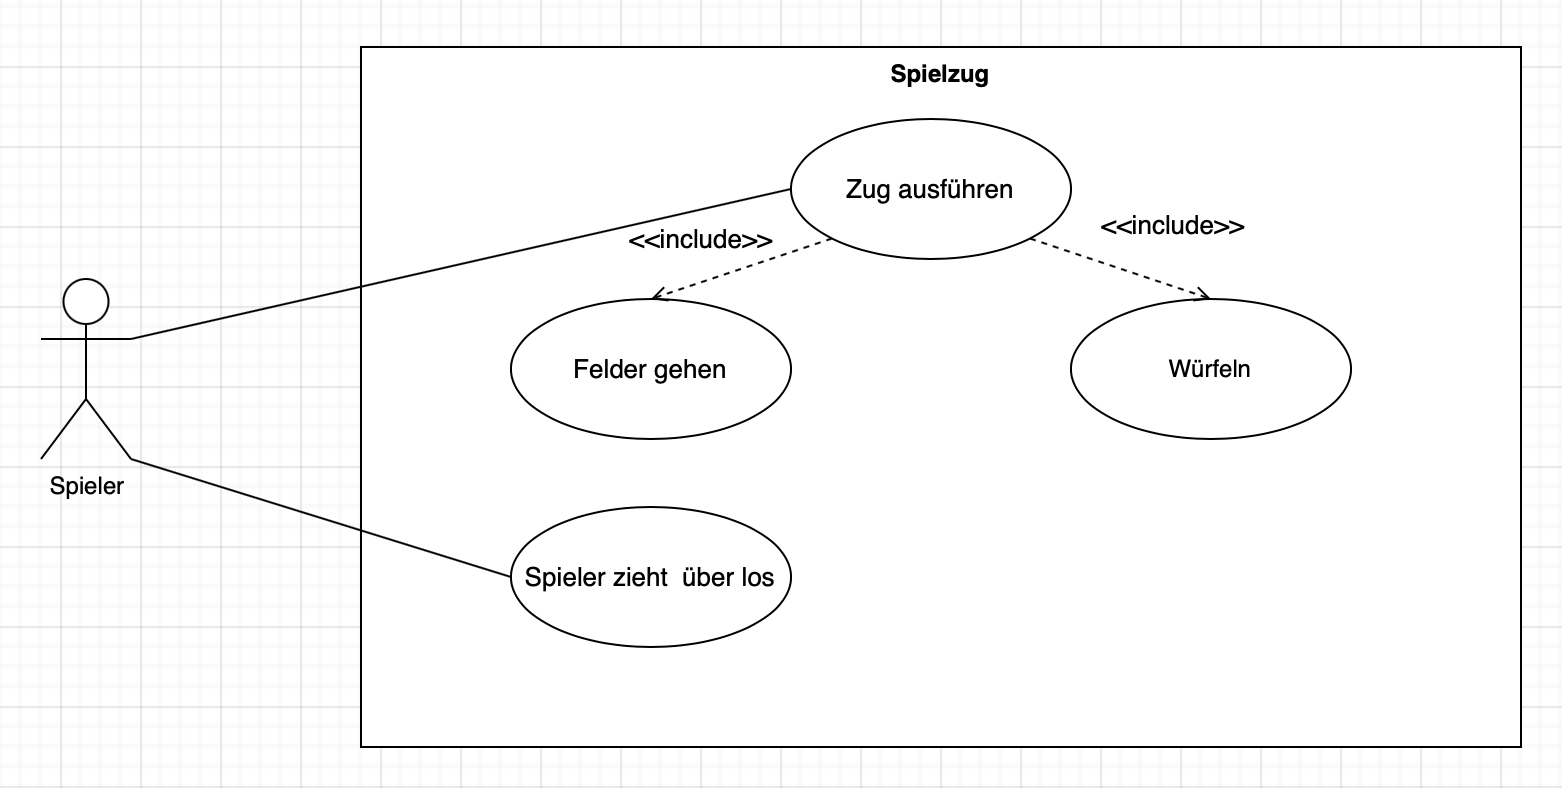 Spielzug
Zug ausführen
<<include>>
<<include>>
Felder gehen
Würfeln
Spieler
Spieler zieht  über los